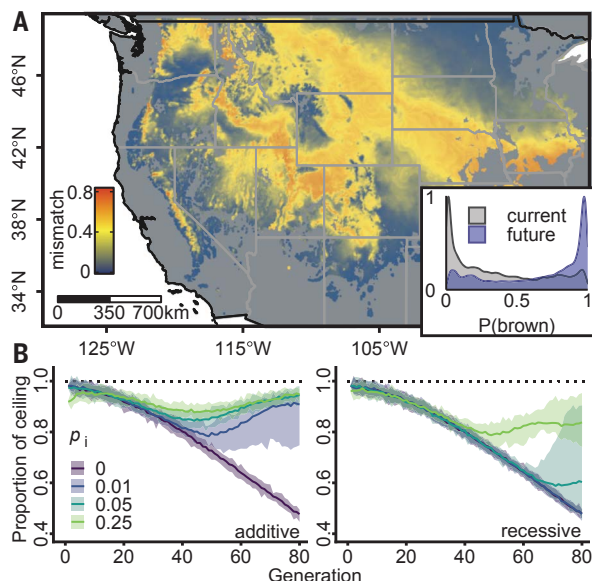 A
46°N
42°N
38°N
34°N
mismatch
0.8
0.4
0
0 350 700km
125°W 115°W 105°W
1
0
current
future
0 0.5 1
P(brown)
B
Proportion of ceiling
1.0
0.8
0.6
0.4
pi
0
0.01
0.05
0.25
additive
0 20 40 60 80
1.0
0.8
0.6
0.4
recessive
0 20 40 60 80
Generation